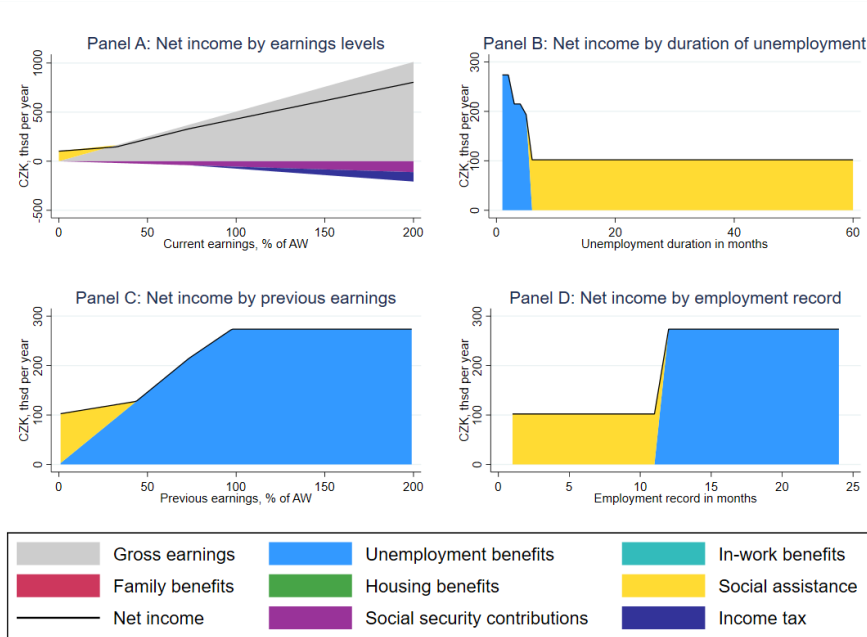 Panel A: Net income by earnings levels
CZK, thsd per year
1000
500
0
-500
0 50 100 150 200
Current earnings, % of AW
Panel B: Net income by duration of unemployment
CZK, thsd per year
300
200
100
0
0 20 40 60
Unemployment duration in months
Panel C: Net income by previous earnings
CZK, thsd per year
300
200
100
0
0 50 100 150 200
Previous earnings, % of AW
Panel D: Net income by employment record
CZK, thsd per year
300
200
100
0
0 5 10 15 20 25
Employment record in months
Gross earnings Unemployment benefits In-work benefits
Family benefits Housing benefits Social assistance
Net income Social security contributions Income tax